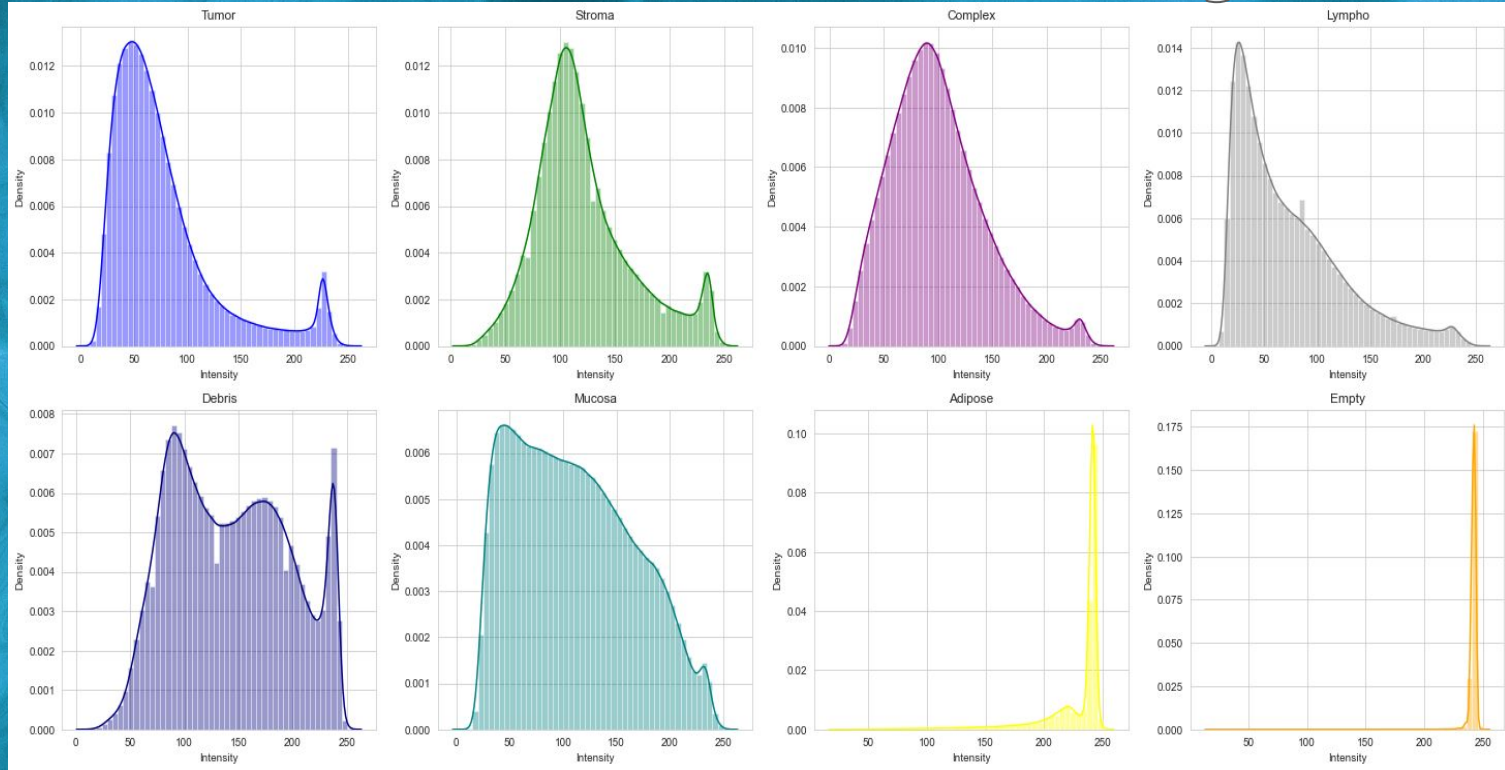 Tumor
Stroma
Complex
Lympho
0.012
0.010
0.008
0.006
0.004
0.002
0.000
Density
0 50 100 150 200 250
Intensity
0.012
0.010
0.008
0.006
0.004
0.002
0.000
Density
0 50 100 150 200 250
Intensity
0.010
0.008
0.006
0.004
0.002
0.000
Density
0 50 100 150 200 250
Intensity
0.014
0.012
0.010
0.008
0.006
0.004
0.002
0.000
Density
0 50 100 150 200 250
Intensity
Debris
Mucosa
Adipose
Empty
0.008
0.007
0.006
0.005
0.004
0.003
0.002
0.001
0.000
Density
0 50 100 150 200 250
Intensity
0.006
0.005
0.004
0.003
0.002
0.001
0.000
Density
0 50 100 150 200 250
Intensity
0.10
0.08
0.06
0.04
0.02
0.00
Density
50 100 150 200 250
Intensity
0.175
0.150
0.125
0.100
0.075
0.050
0.025
0.000
Density
50 100 150 200 250
Intensity